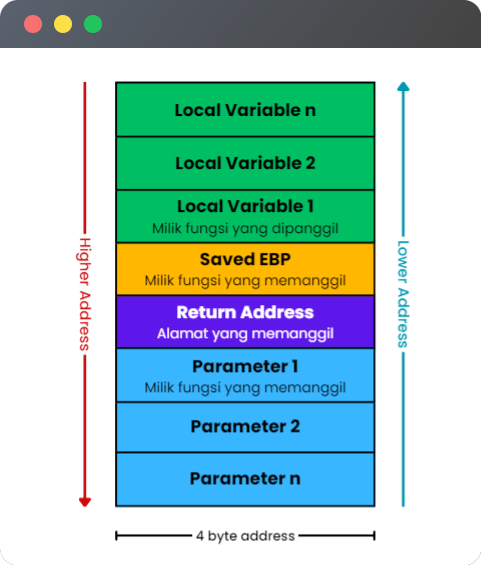 Local Variable n
Local Variable 2
Local Variable 1
Milik fungsi yang dipanggil
Saved EBP
Milik fungsi yang memanggil
Return Address
Alamat yang memanggil
Parameter 1
Milik fungsi yang memanggil
Parameter 2
Parameter n
Higher Address
Lower Address
4 byte address